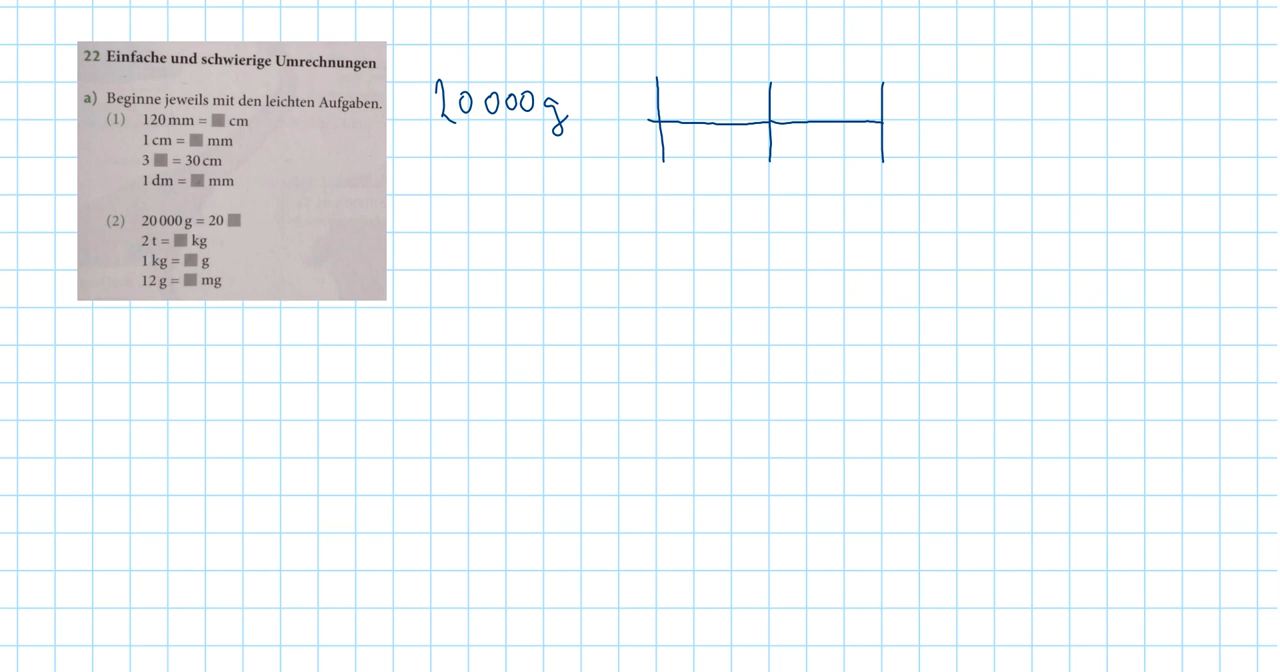 22 Einfache und schwierige Umrechnungen
a) Beginne jeweils mit den leichten Aufgaben.
(1) 120 mm = ■ cm
1 cm = ■ mm
3 ■ = 30 cm
1 dm = ■ mm
(2) 20 000 g = 20 ■
2 t = ■ kg
1 kg = ■ g
12 g = ■ mg
20 000 g